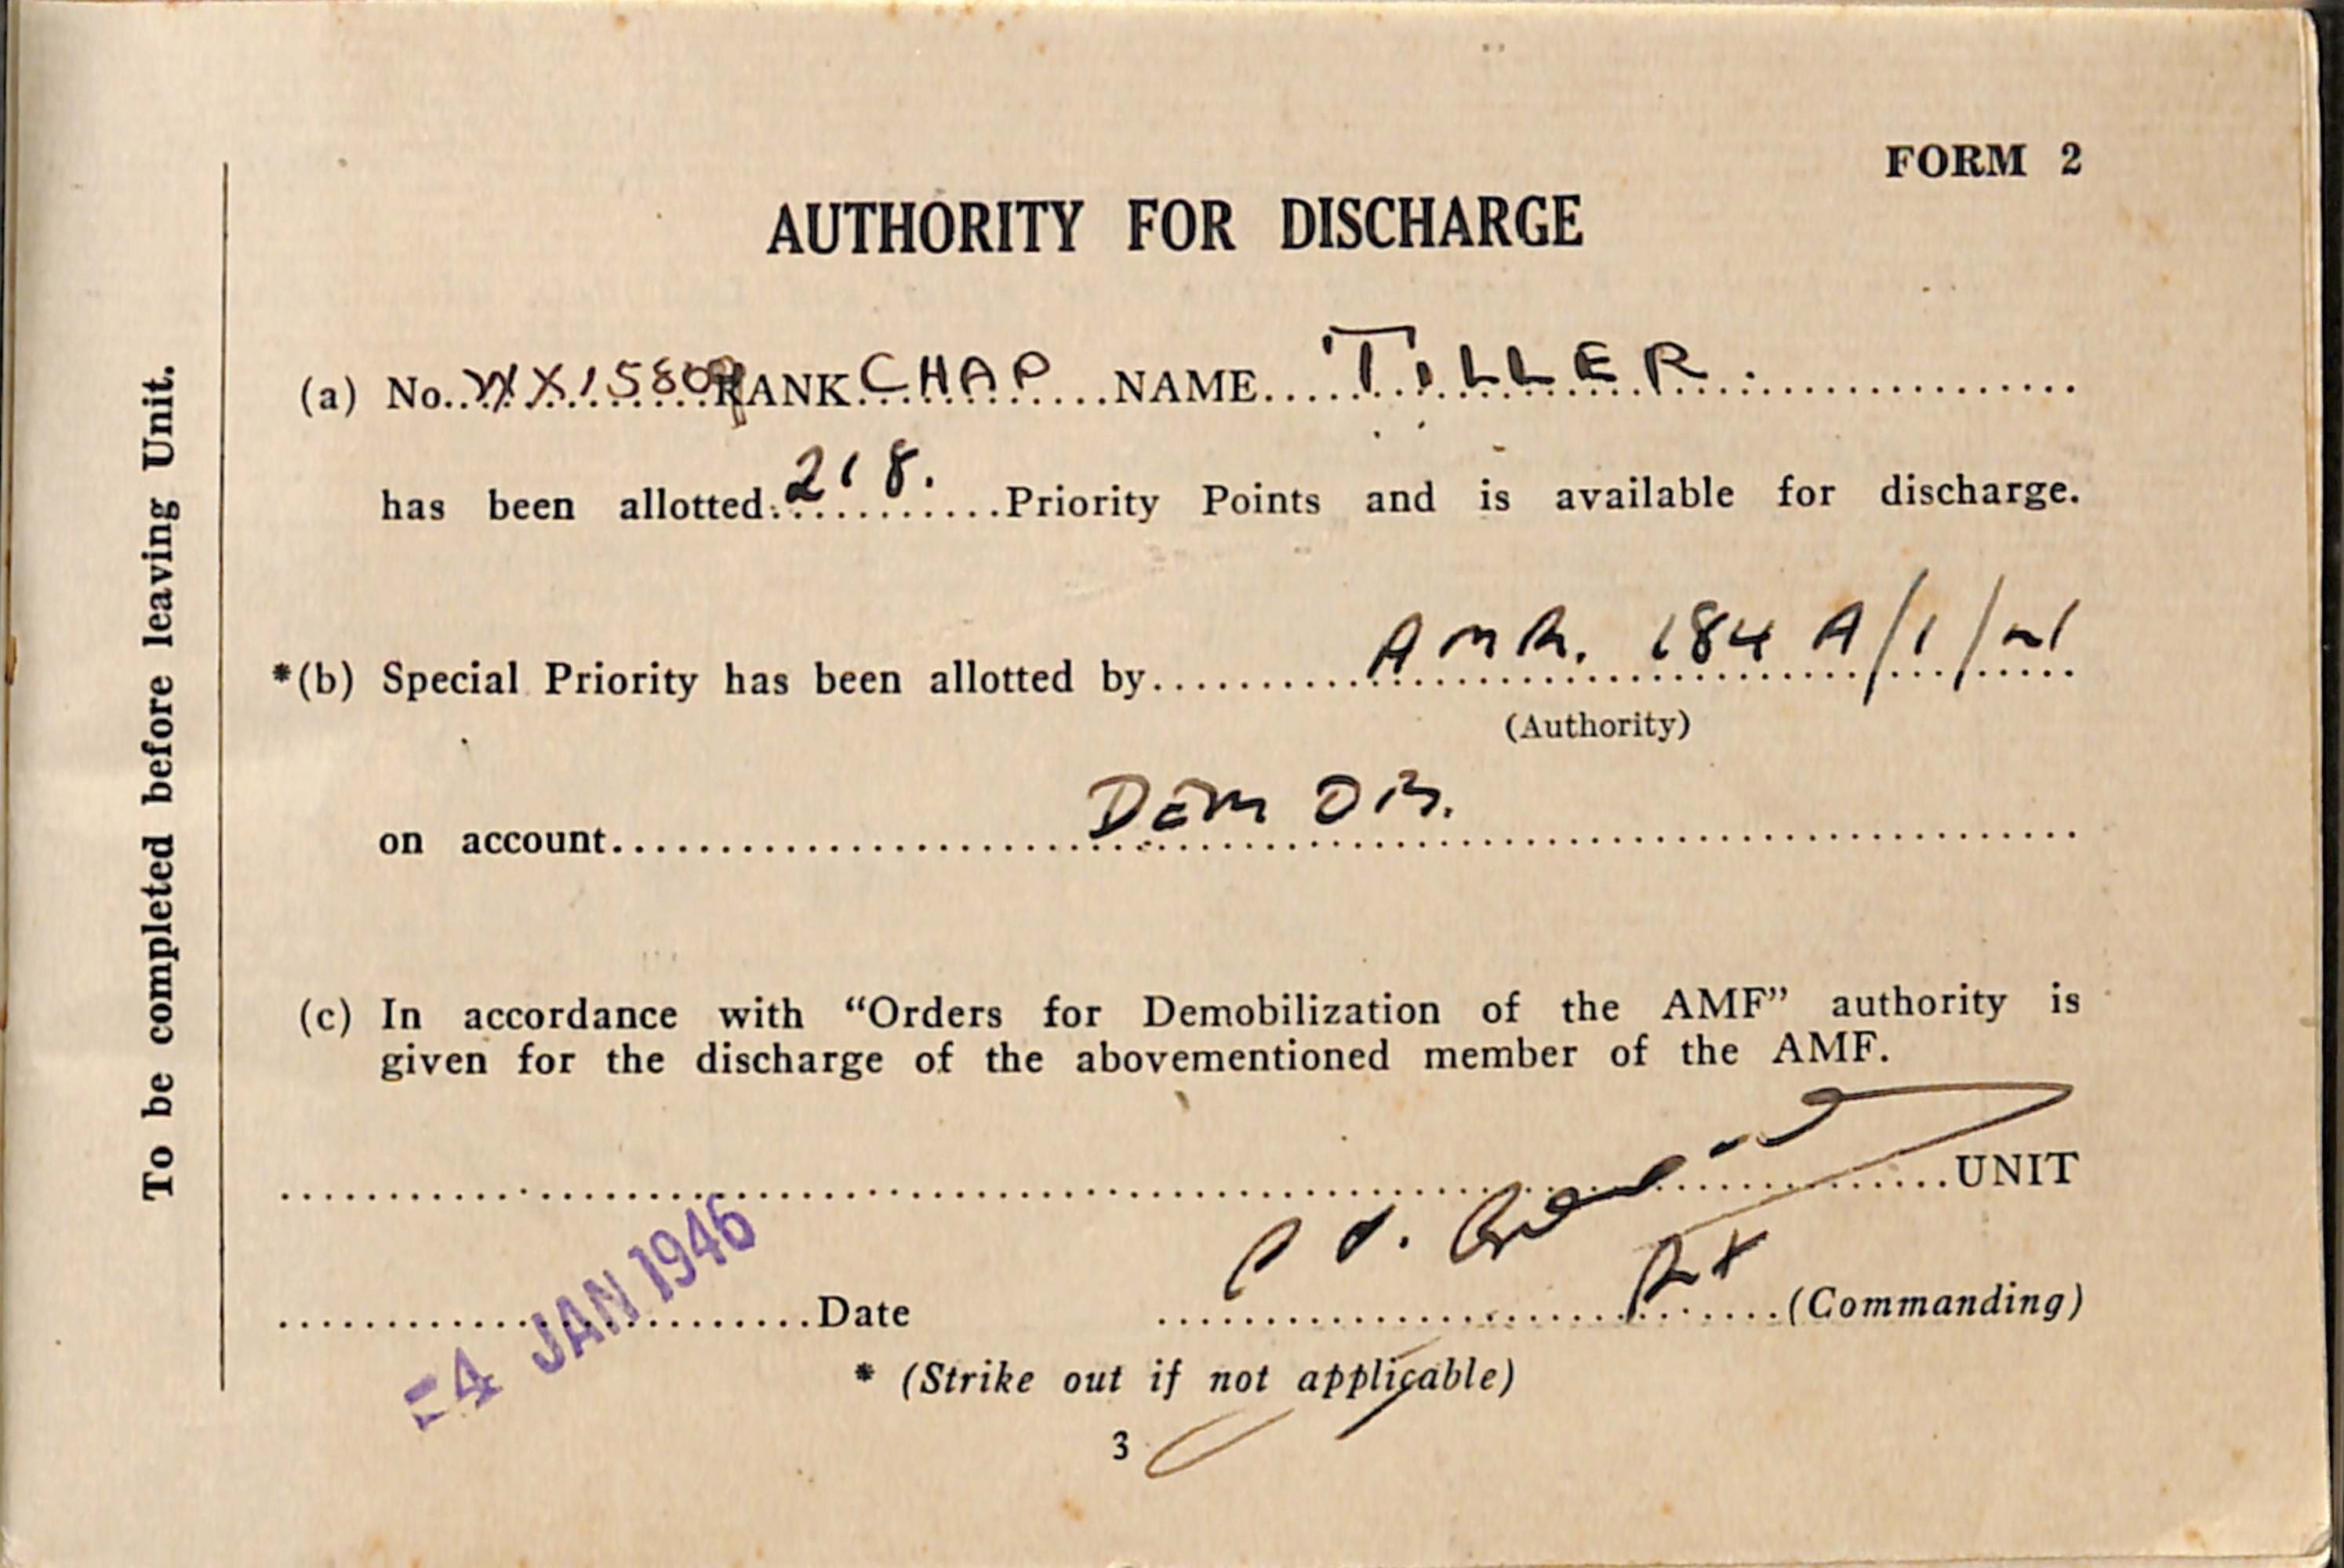 FORM 2
AUTHORITY FOR DISCHARGE
To be completed before leaving Unit.
(a) No. WX15809 RANK CHAP NAME TILLER.
has been allotted 218. Priority Points and is available for discharge.
*(b) Special Priority has been allotted by 184 A/1/
(Authority)
on account DEMOB.
(c) In accordance with “Orders for Demobilization of the AMF” authority is
given for the discharge of the abovementioned member of the AMF.
UNIT
-4 JAN 1946 Date (Commanding)
* (Strike out if not applicable)
3